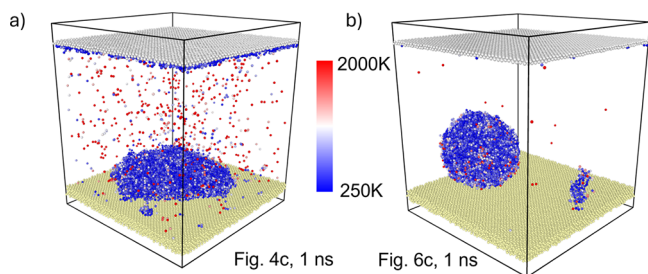 a)
b)
2000K
250K
Fig. 4c, 1 ns
Fig. 6c, 1 ns